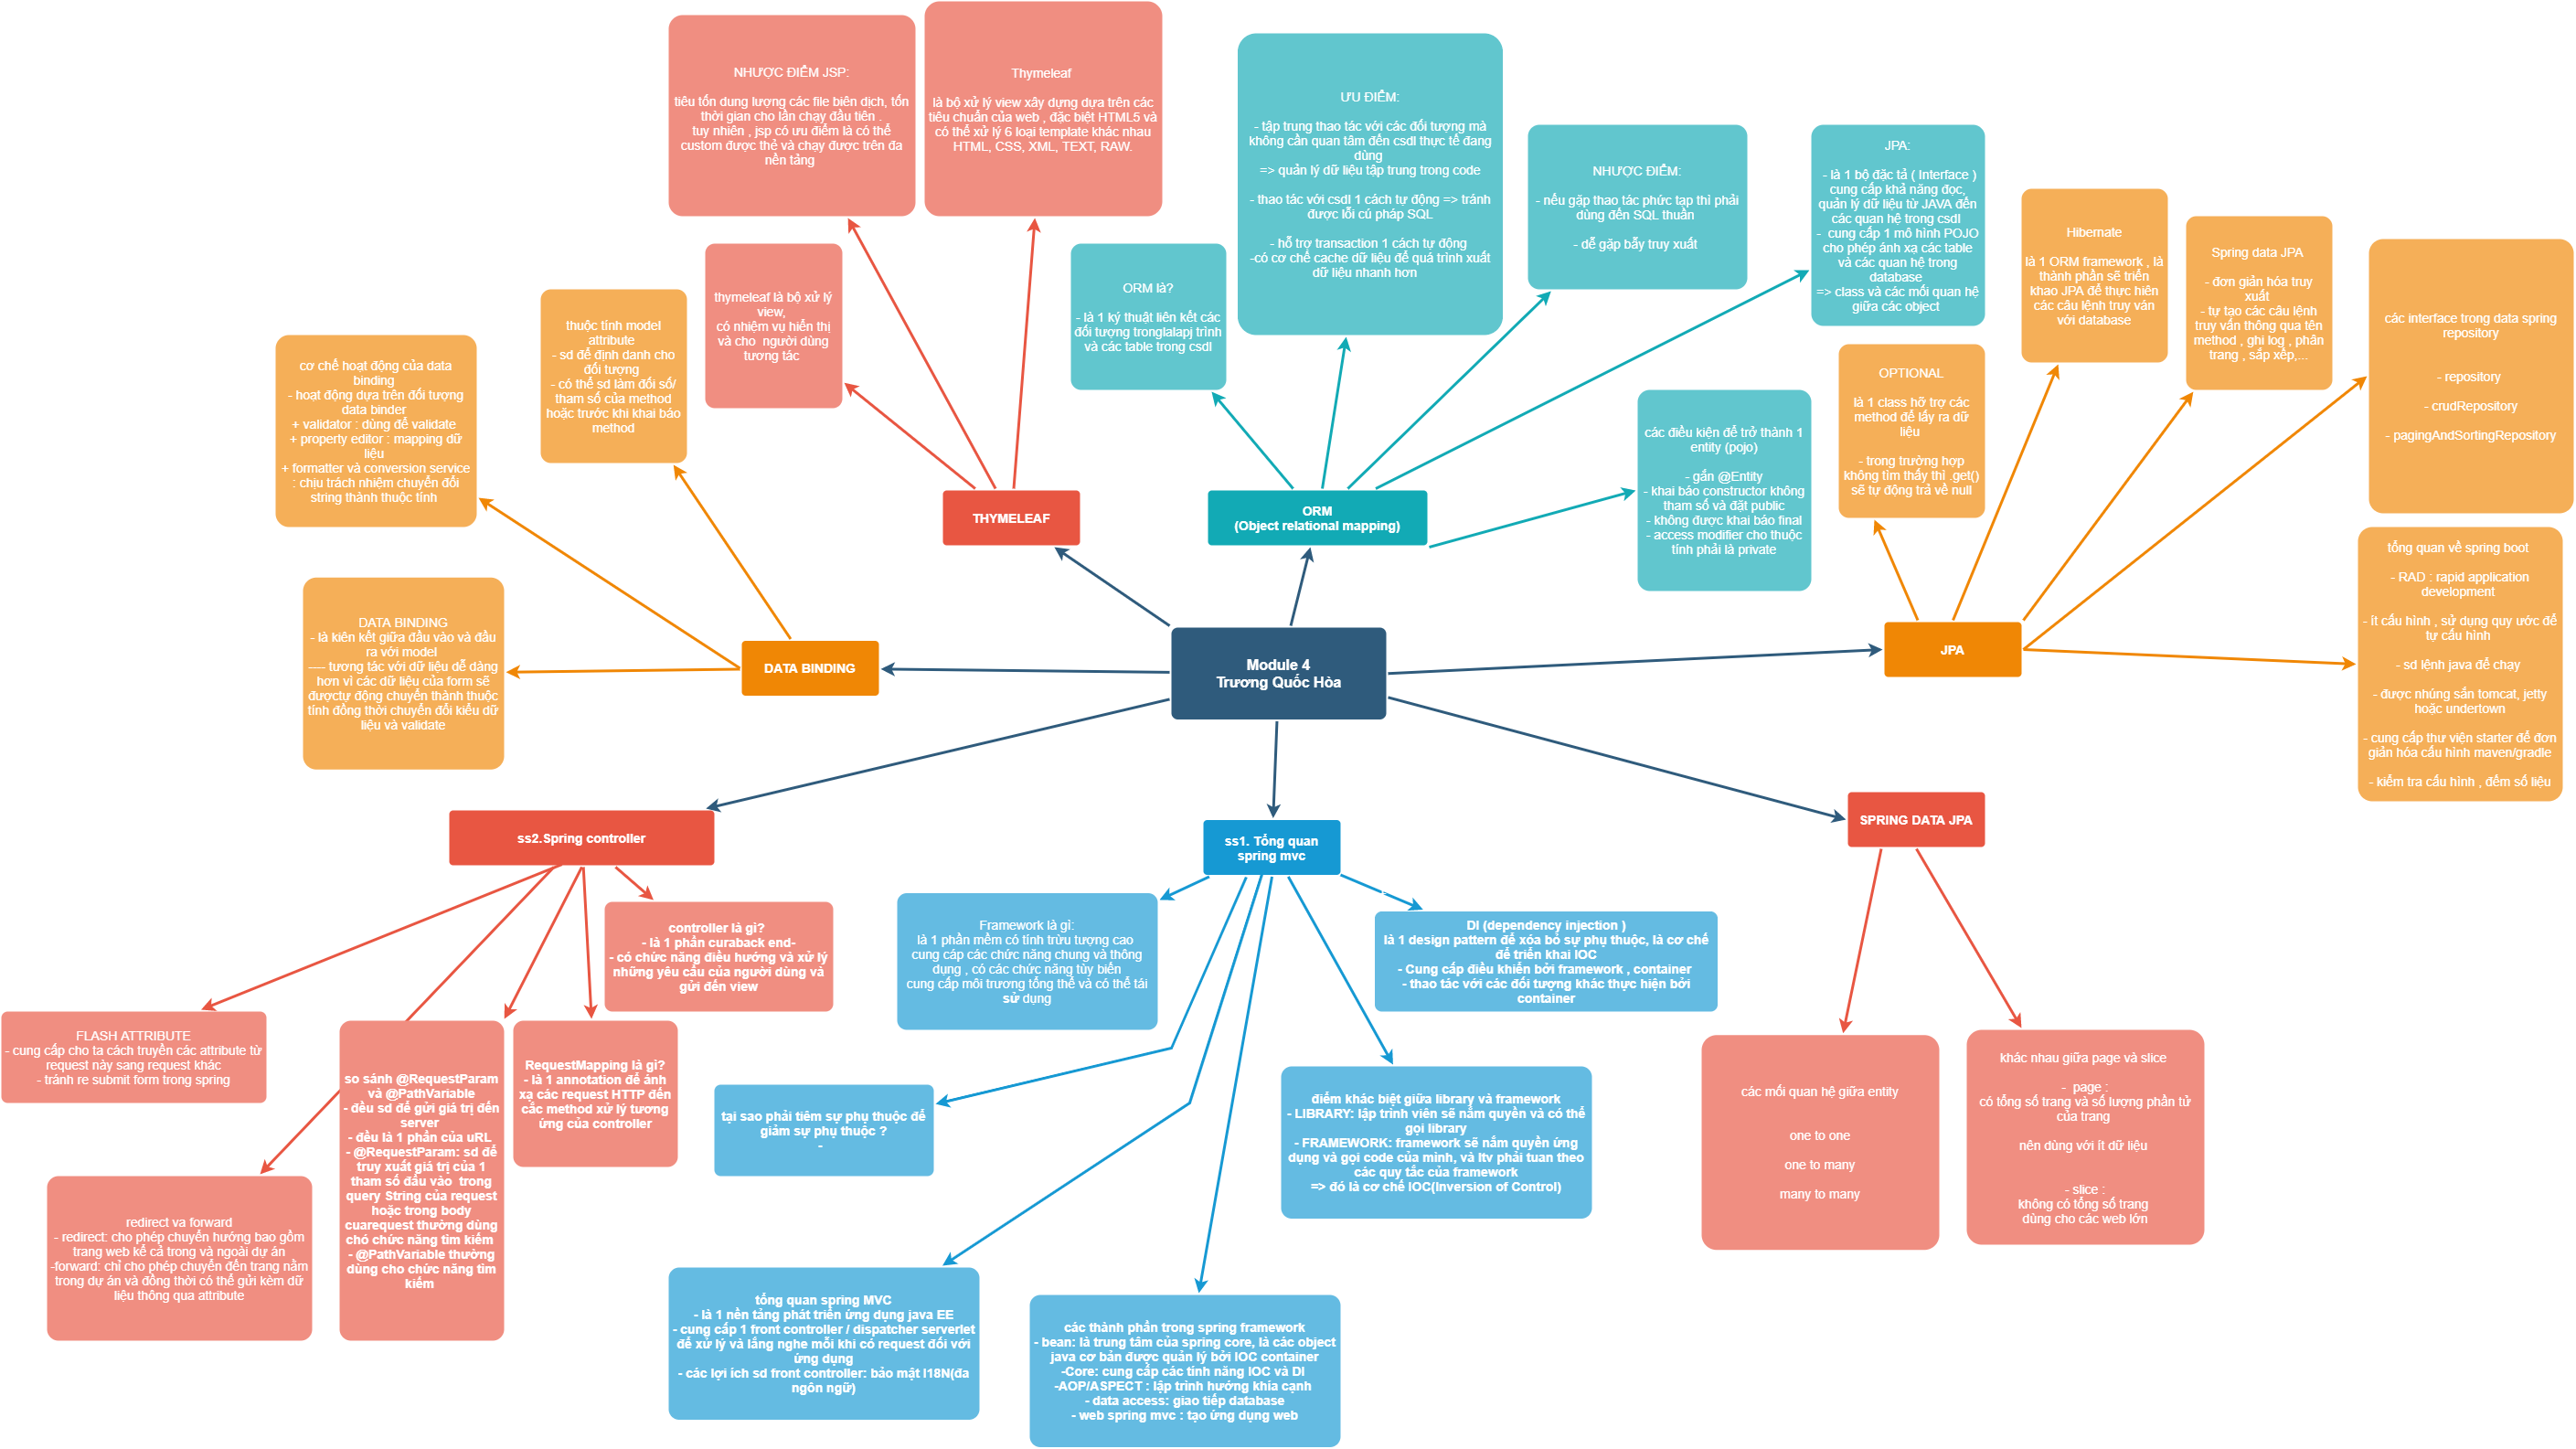 NHƯỢC ĐIỂM JSP:
tiêu tốn dung lượng các file biên dịch, tốn
thời gian cho lần chạy đầu tiên .
tuy nhiên , jsp có ưu điểm là có thể
custom được thẻ và chạy được trên đa
nền tảng
Thymeleaf
là bộ xử lý view xây dựng dựa trên các
tiêu chuẩn của web , đặc biệt HTML5 và
có thể xử lý 6 loại template khác nhau
HTML, CSS, XML, TEXT, RAW.
thymeleaf là bộ xử lý
view,
có nhiệm vụ hiển thị
và cho người dùng
tương tác
THYMELEAF
ƯU ĐIỂM:
- tập trung thao tác với các đối tượng mà
không cần quan tâm đến csdl thực tế đang
dùng
=> quản lý dữ liệu tập trung trong code
- thao tác với csdl 1 cách tự động => tránh
được lỗi cú pháp SQL
- hỗ trợ transaction 1 cách tự động
-có cơ chế cache dữ liệu để quá trình xuất
dữ liệu nhanh hơn
NHƯỢC ĐIỂM:
- nếu gặp thao tác phức tạp thì phải
dùng đến SQL thuần
- dễ gặp bẫy truy xuất
JPA:
- là 1 bộ đặc tả ( Interface )
cung cấp khả năng đọc,
quản lý dữ liệu từ JAVA đến
các quan hệ trong csdl
- cung cấp 1 mô hình POJO
cho phép ánh xạ các table
và các quan hệ trong
database
=> class và các mối quan hệ
giữa các object
ORM là?
- là 1 ký thuật liên kết các
đối tượng tronglalapj trình
và các table trong csdl
các điều kiện để trở thành 1
entity (pojo)
- gắn @Entity
- khai báo constructor không
tham số và đặt public
- không được khai báo final
- access modifier cho thuộc
tính phải là private
ORM
(Object relational mapping)
OPTIONAL
là 1 class hỡ trợ các
method để lấy ra dữ
liệu
- trong trường hợp
không tìm thấy thì .get()
sẽ tự động trả về null
Hibernate
là 1 ORM framework , là
thành phần sẽ triển
khao JPA để thực hiên
các câu lệnh truy ván
với database
Spring data JPA
- đơn giản hóa truy
xuất
- tự tạo các câu lệnh
truy vấn thông qua tên
method , ghi log , phân
trang , sắp xếp,...
các interface trong data spring
repository
- repository
- crudRepository
- pagingAndSortingRepository
tổng quan về spring boot
- RAD : rapid application
development
- ít cấu hình , sử dụng quy ước để
tự cấu hình
- sd lệnh java để chạy
- được nhúng sẵn tomcat, jetty
hoặc undertown
- cung cấp thư viện starter để đơn
giản hóa cấu hình maven/gradle
- kiểm tra cấu hình , đếm số liệu
JPA
thuộc tính model
attribute
- sd để định danh cho
đối tượng
- có thể sd làm đối số/
tham số của method
hoặc trước khi khai báo
method
cơ chế hoạt động của data
binding
- hoạt động dựa trên đối tượng
data binder
+ validator : dùng để validate
+ property editor : mapping dữ
liệu
+ formatter và conversion service
: chịu trách nhiệm chuyển đổi
string thành thuộc tính
DATA BINDING
- là kiên kết giữa đầu vào và đầu
ra với model
---- tương tác với dữ liệu dễ dàng
hơn vì các dữ liệu của form sẽ
đượctự động chuyển thành thuộc
tính đồng thời chuyển đổi kiểu dữ
liệu và validate
DATA BINDING
Module 4
Trương Quốc Hòa
ss2.Spring controller
ss1. Tổng quan
spring mvc
SPRING DATA JPA
controller là gì?
- là 1 phần curaback end-
- có chức năng điều hướng và xử lý
những yêu cầu của người dùng và
gửi đến view
FLASH ATTRIBUTE
- cung cấp cho ta cách truyền các attribute từ
request này sang request khác
- tránh re submit form trong spring
so sánh @RequestParam
và @PathVariable
- đều sd để gửi giá trị đến
server
- đều là 1 phần của uRL
- @RequestParam: sd để
truy xuất giá trị của 1
tham số đầu vào trong
query String của request
hoặc trong body
cuarequest thường dùng
chó chức năng tìm kiếm
- @PathVariable thường
dùng cho chức năng tìm
kiếm
RequestMapping là gì?
- là 1 annotation để ánh
xạ các request HTTP đến
các method xử lý tương
ứng của controller
redirect va forward
- redirect: cho phép chuyển hướng bao gồm
trang web kể cả trong và ngoài dự án
-forward: chỉ cho phép chuyển đến trang nằm
trong dự án và đồng thời có thể gửi kèm dữ
liệu thông qua attribute
Framework là gì:
là 1 phần mềm có tính trừu tượng cao
cung cáp các chức năng chung và thông
dụng , có các chức năng tùy biến
cung cấp môi trương tổng thể và có thể tái
sử dụng
DI (dependency injection )
là 1 design pattern để xóa bỏ sự phụ thuộc, là cơ chế
để triển khai IOC
- Cung cấp điều khiển bởi framework , container
- thao tác với các đối tượng khác thực hiện bởi
container
tại sao phải tiêm sự phụ thuộc để
giảm sự phụ thuộc ?
-
điểm khác biệt giữa library và framework
- LIBRARY: lập trình viên sẽ nắm quyền và có thể
gọi library
- FRAMEWORK: framework sẽ nắm quyền ứng
dụng và gọi code của mình, và ltv phải tuan theo
các quy tắc của framework
=> đó là cơ chế IOC(Inversion of Control)
tổng quan spring MVC
- là 1 nền tảng phát triển ứng dụng java EE
- cung cấp 1 front controller / dispatcher serverlet
để xử lý và lắng nghe mỗi khi có request đối với
ứng dụng
- các lợi ích sd front controller: bảo mật I18N(đa
ngôn ngữ)
các thành phần trong spring framework
- bean: là trung tâm của spring core, là các object
java cơ bản được quản lý bởi IOC container
-Core: cung cấp các tính năng IOC và DI
-AOP/ASPECT : lập trình hướng khía cạnh
- data access: giao tiếp database
- web spring mvc : tạo ứng dụng web
các mối quan hệ giữa entity
one to one
one to many
many to many
khác nhau giữa page và slice
- page :
có tổng số trang và số lượng phần tử
của trang
nên dùng với ít dữ liệu
- slice :
không có tổng số trang
dùng cho các web lớn